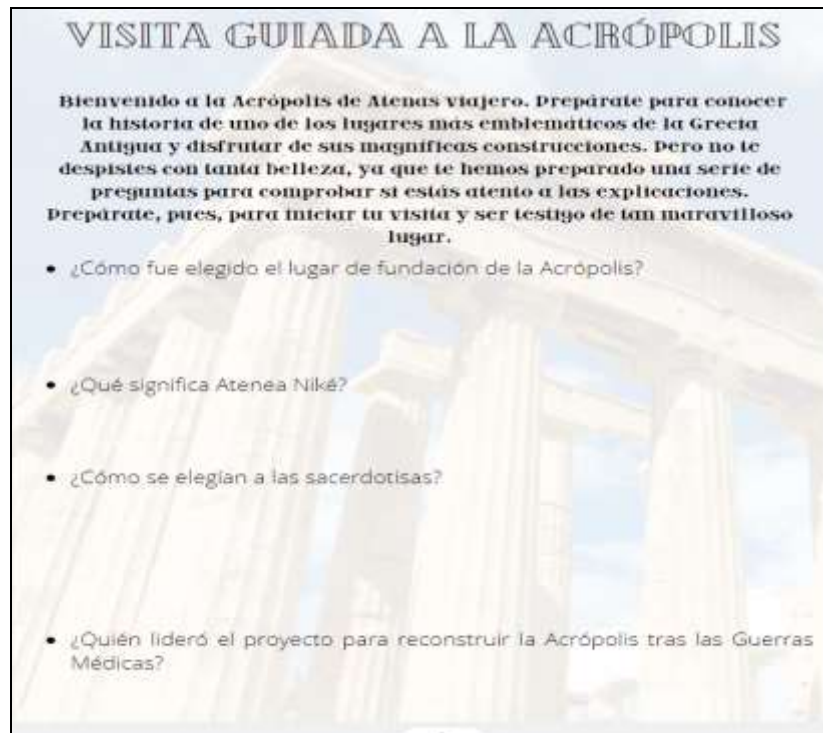 VISITA GUIADA A LA ACRÓPOLIS
Bienvenido a la Acrópolis de Atenas viajero. Prepárate para conocer
la historia de uno de los lugares más emblemáticos de la Grecia
Antigua y disfrutar de sus magníficas construcciones. Pero no te
despistes con tanta belleza, ya que te hemos preparado una serie de
preguntas para comprobar si estás atento a las explicaciones.
Prepárate, pues, para iniciar tu visita y ser testigo de tan maravilloso
lugar.
• ¿Cómo fue elegido el lugar de fundación de la Acrópolis?
• ¿Qué significa Atenea Niké?
• ¿Cómo se elegían a las sacerdotisas?
• ¿Quién lideró el proyecto para reconstruir la Acrópolis tras las Guerras
Médicas?